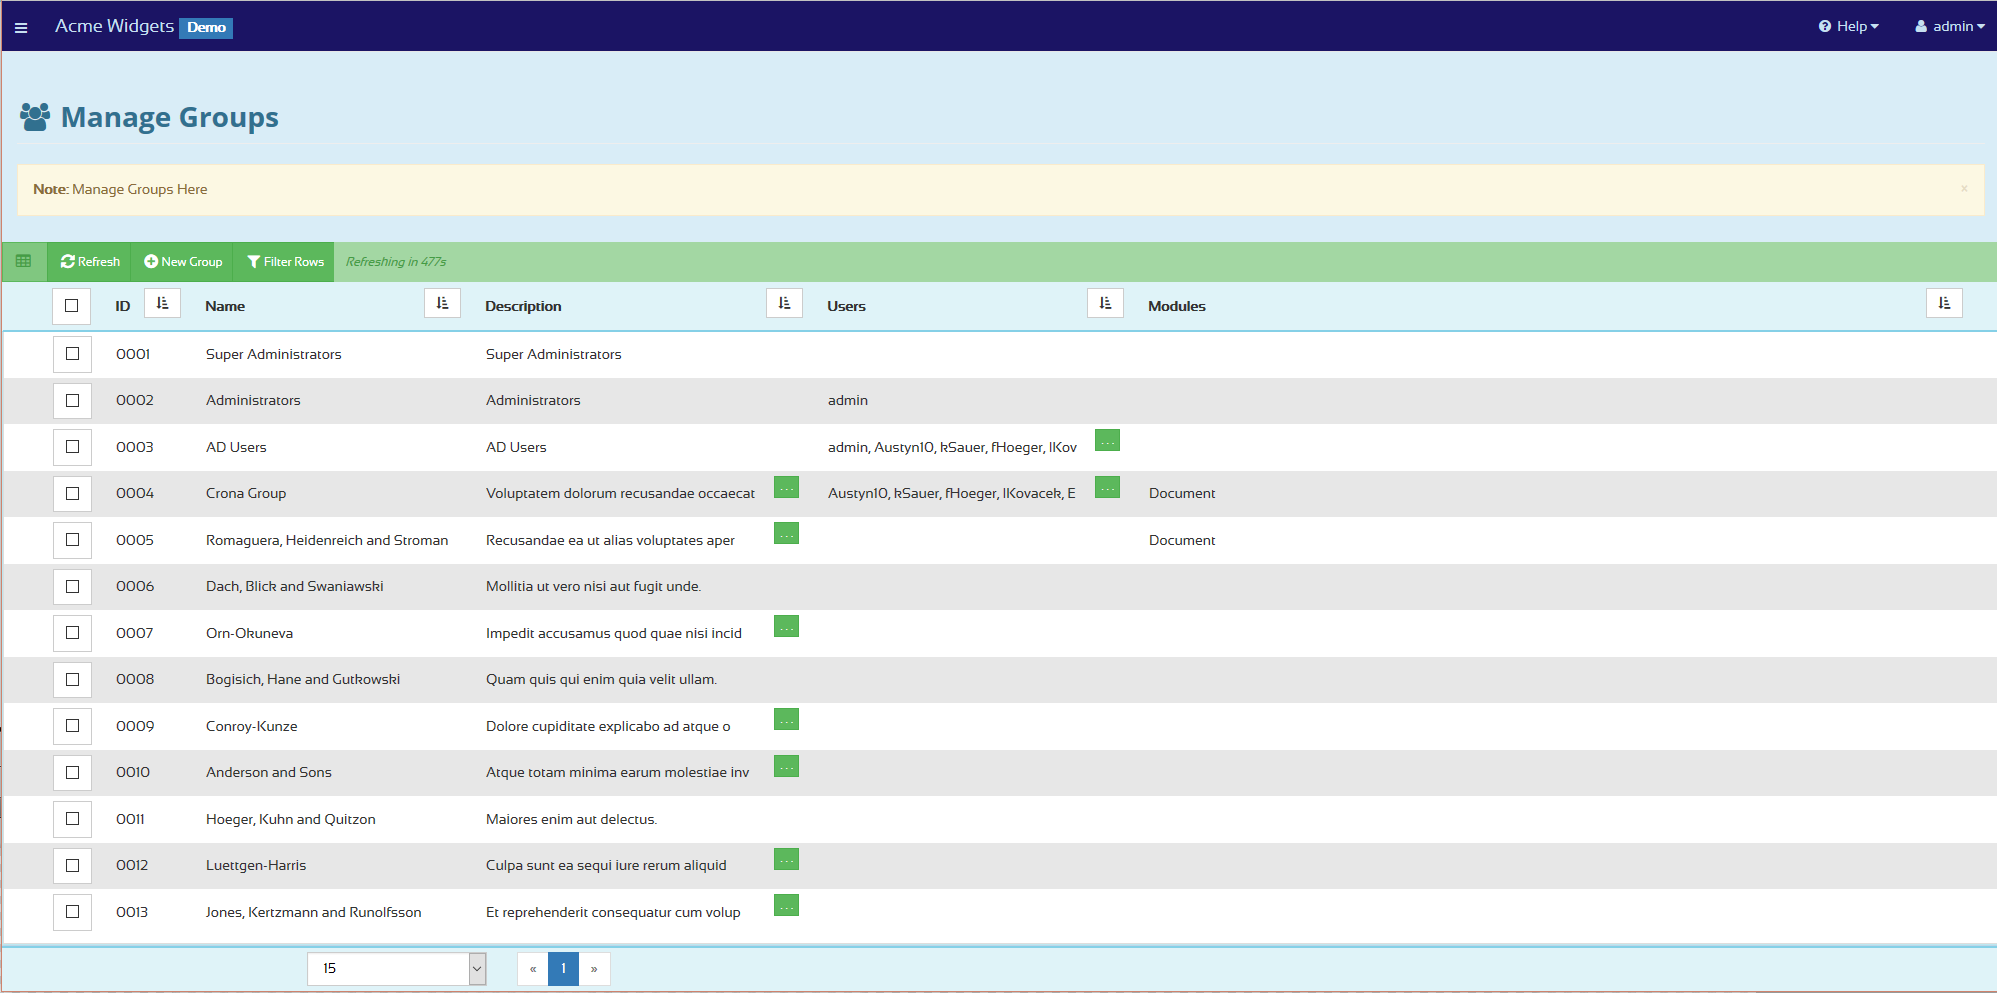 Acme Widgets Demo Help admin
Manage Groups
Note: Manage Groups Here ×
Refresh New Group Filter Rows Refreshing in 477s
ID Name Description Users Modules
0001 Super Administrators Super Administrators
0002 Administrators Administrators admin
0003 AD Users AD Users admin, Austyn10, kSauer, fHoeger, lKov ...
0004 Crona Group Voluptatem dolorum recusandae occaecat ... Austyn10, kSauer, fHoeger, lKovacek, E ... Document
0005 Romaguera, Heidenreich and Stroman Recusandae ea ut alias voluptates aper ... Document
0006 Dach, Blick and Swaniawski Mollitia ut vero nisi aut fugit unde.
0007 Orn-Okuneva Impedit accusamus quod quae nisi incid ...
0008 Bogisich, Hane and Gutkowski Quam quis qui enim quia velit ullam.
0009 Conroy-Kunze Dolore cupiditate explicabo ad atque o ...
0010 Anderson and Sons Atque totam minima earum molestiae inv ...
0011 Hoeger, Kuhn and Quitzon Maiores enim aut delectus.
0012 Luettgen-Harris Culpa sunt ea sequi iure rerum aliquid ...
0013 Jones, Kertzmann and Runolfsson Et reprehenderit consequatur cum volup ...
15 « 1 »